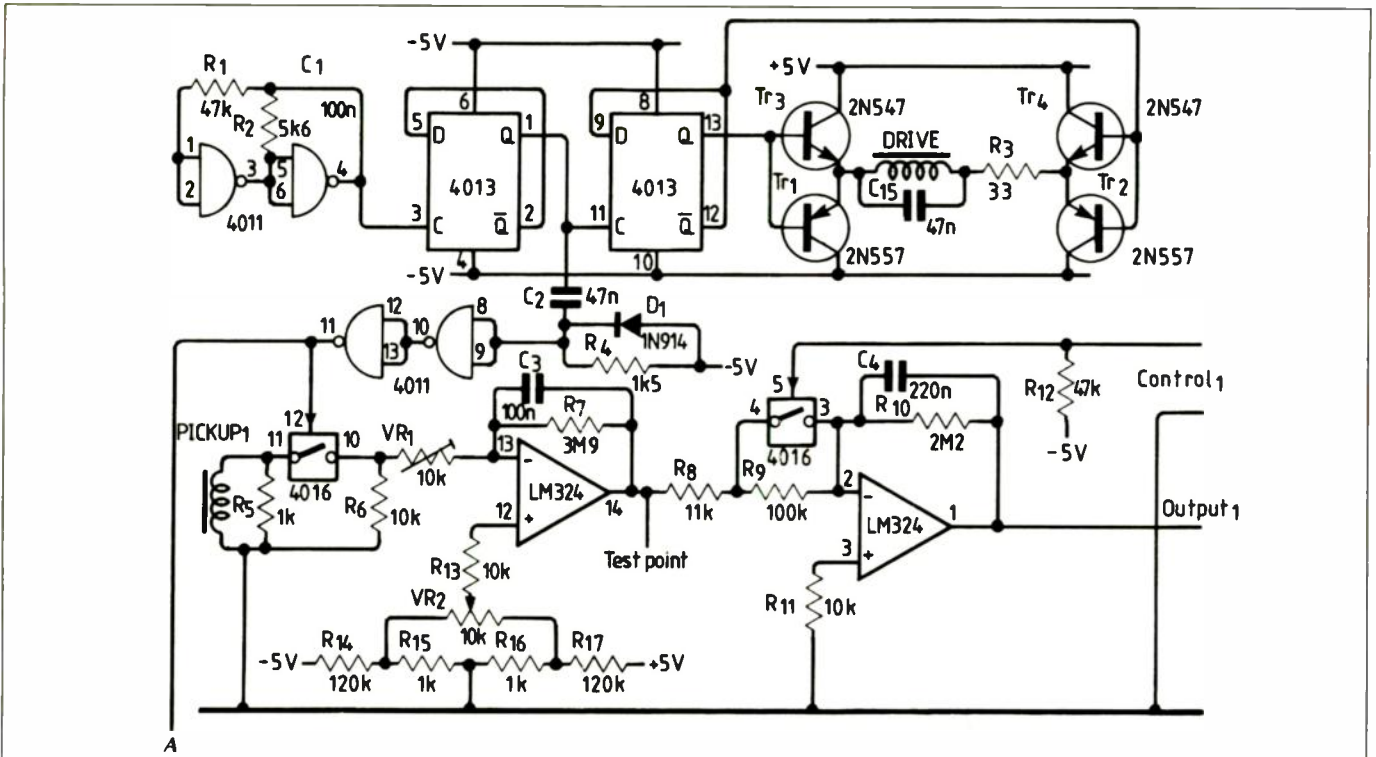 -5V
R1
C1
47k
100n
R2
5k6
1
2
3
5
6
4
4011
6
5
D
Q
1
4013
3
C
Q̅
2
4
-5V
8
9
D
Q
13
4013
11
C
Q̅
12
10
+5V
Tr3
2N547
Tr4
2N547
DRIVE
R3
33
Tr1
C15
47n
Tr2
2N557
2N557
C2
47n
D1
1N914
R4
1k5
-5V
11
12
13
10
8
9
4011
C3
100n
R7
3M9
PICKUP1
12
11
10
4016
VR1
10k
R5
1k
R6
10k
13
-
LM324
12
+
14
Test point
R13
10k
VR2
10k
-5V
R14
120k
R15
1k
R16
1k
R17
120k
+5V
R8
11k
R9
100k
5
4
3
4016
C4
220n
R10
2M2
R12
47k
-5V
Control1
2
-
LM324
3
+
1
Output1
R11
10k
A